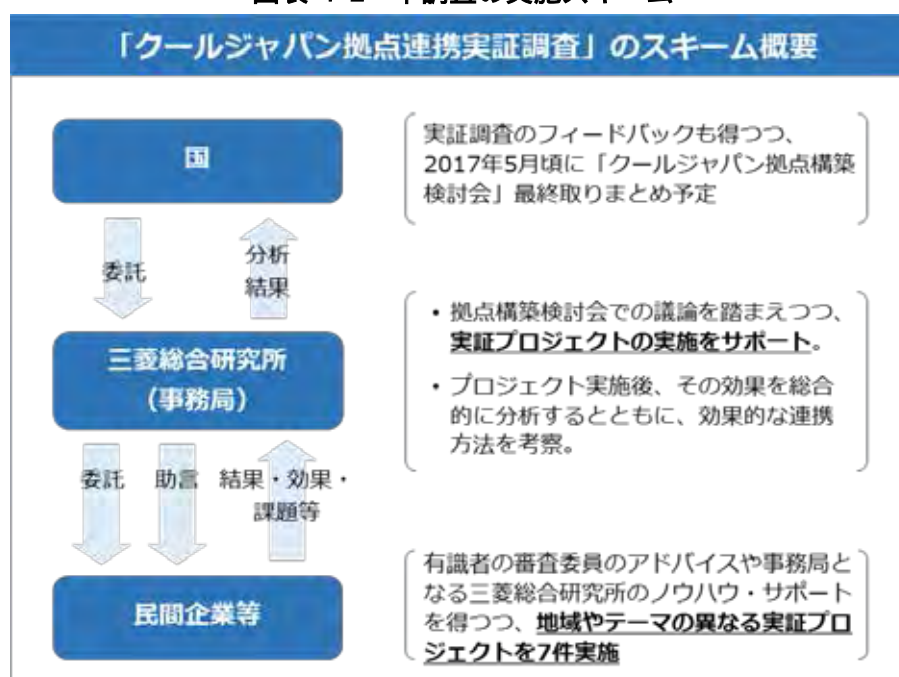 「クールジャパン拠点連携実証調査」のスキーム概要
国
実証調査のフィードバックも得つつ、
2017年5月頃に「クールジャパン拠点構築
検討会」最終取りまとめ予定
委託
分析
結果
三菱総合研究所
（事務局）
• 拠点構築検討会での議論を踏まえつつ、
実証プロジェクトの実施をサポート。
• プロジェクト実施後、その効果を総合
的に分析するとともに、効果的な連携
方法を考察。
委託
助言
結果・効果・
課題等
民間企業等
有識者の審査委員のアドバイスや事務局と
なる三菱総合研究所のノウハウ・サポート
を得つつ、地域やテーマの異なる実証プロ
ジェクトを7件実施